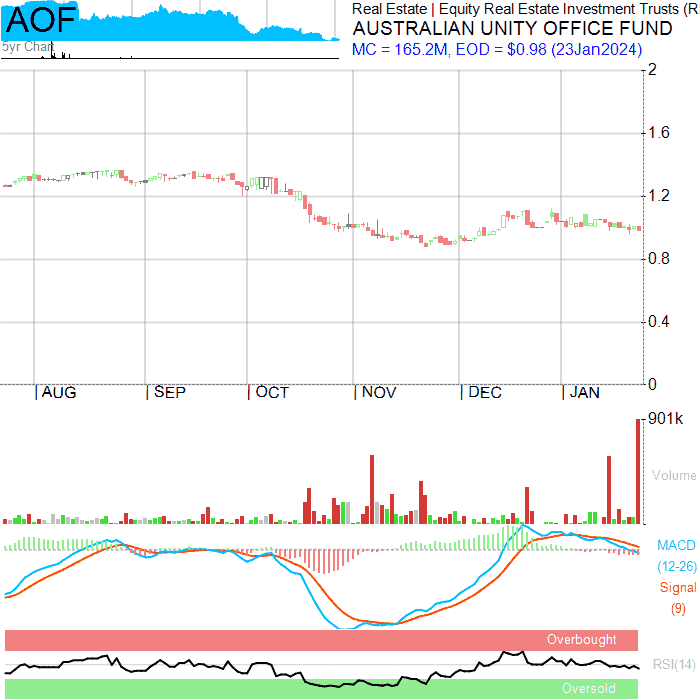 AOF
5yr Chart
Real Estate | Equity Real Estate Investment Trusts (R
AUSTRALIAN UNITY OFFICE FUND
MC = 165.2M, EOD = $0.98 (23Jan2024)
2
1.6
1.2
0.8
0.4
0
AUG SEP OCT NOV DEC JAN
901k
Volume
MACD
(12-26)
Signal
(9)
Overbought
RSI(14)
Oversold